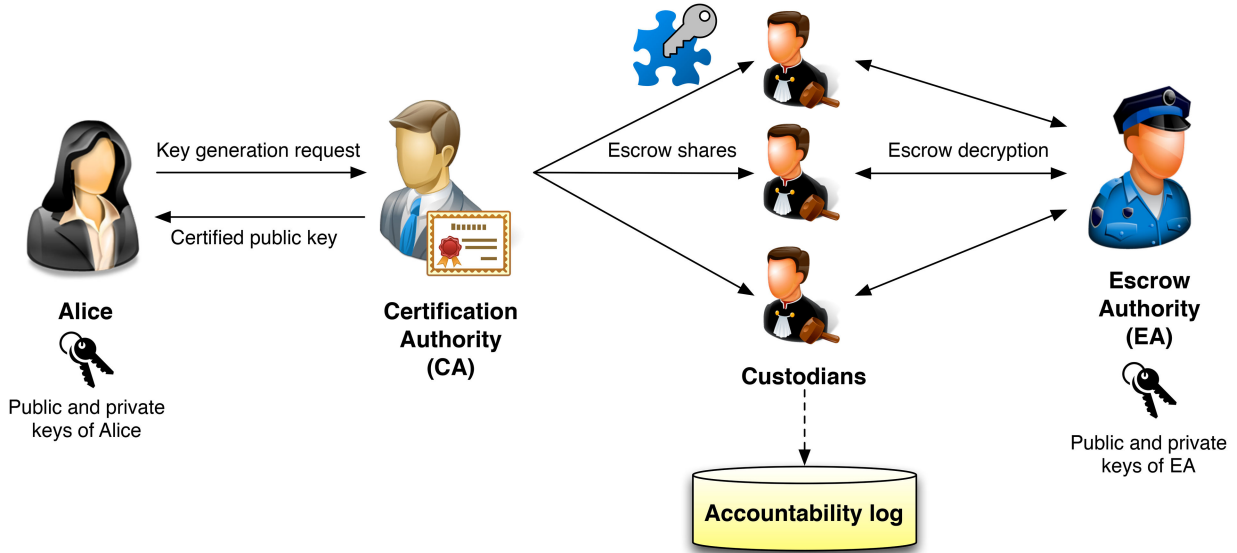 Key generation request
Certified public key
Alice
Public and private
keys of Alice
Certification
Authority
(CA)
Escrow shares
Custodians
Accountability log
Escrow decryption
Escrow
Authority
(EA)
Public and private
keys of EA